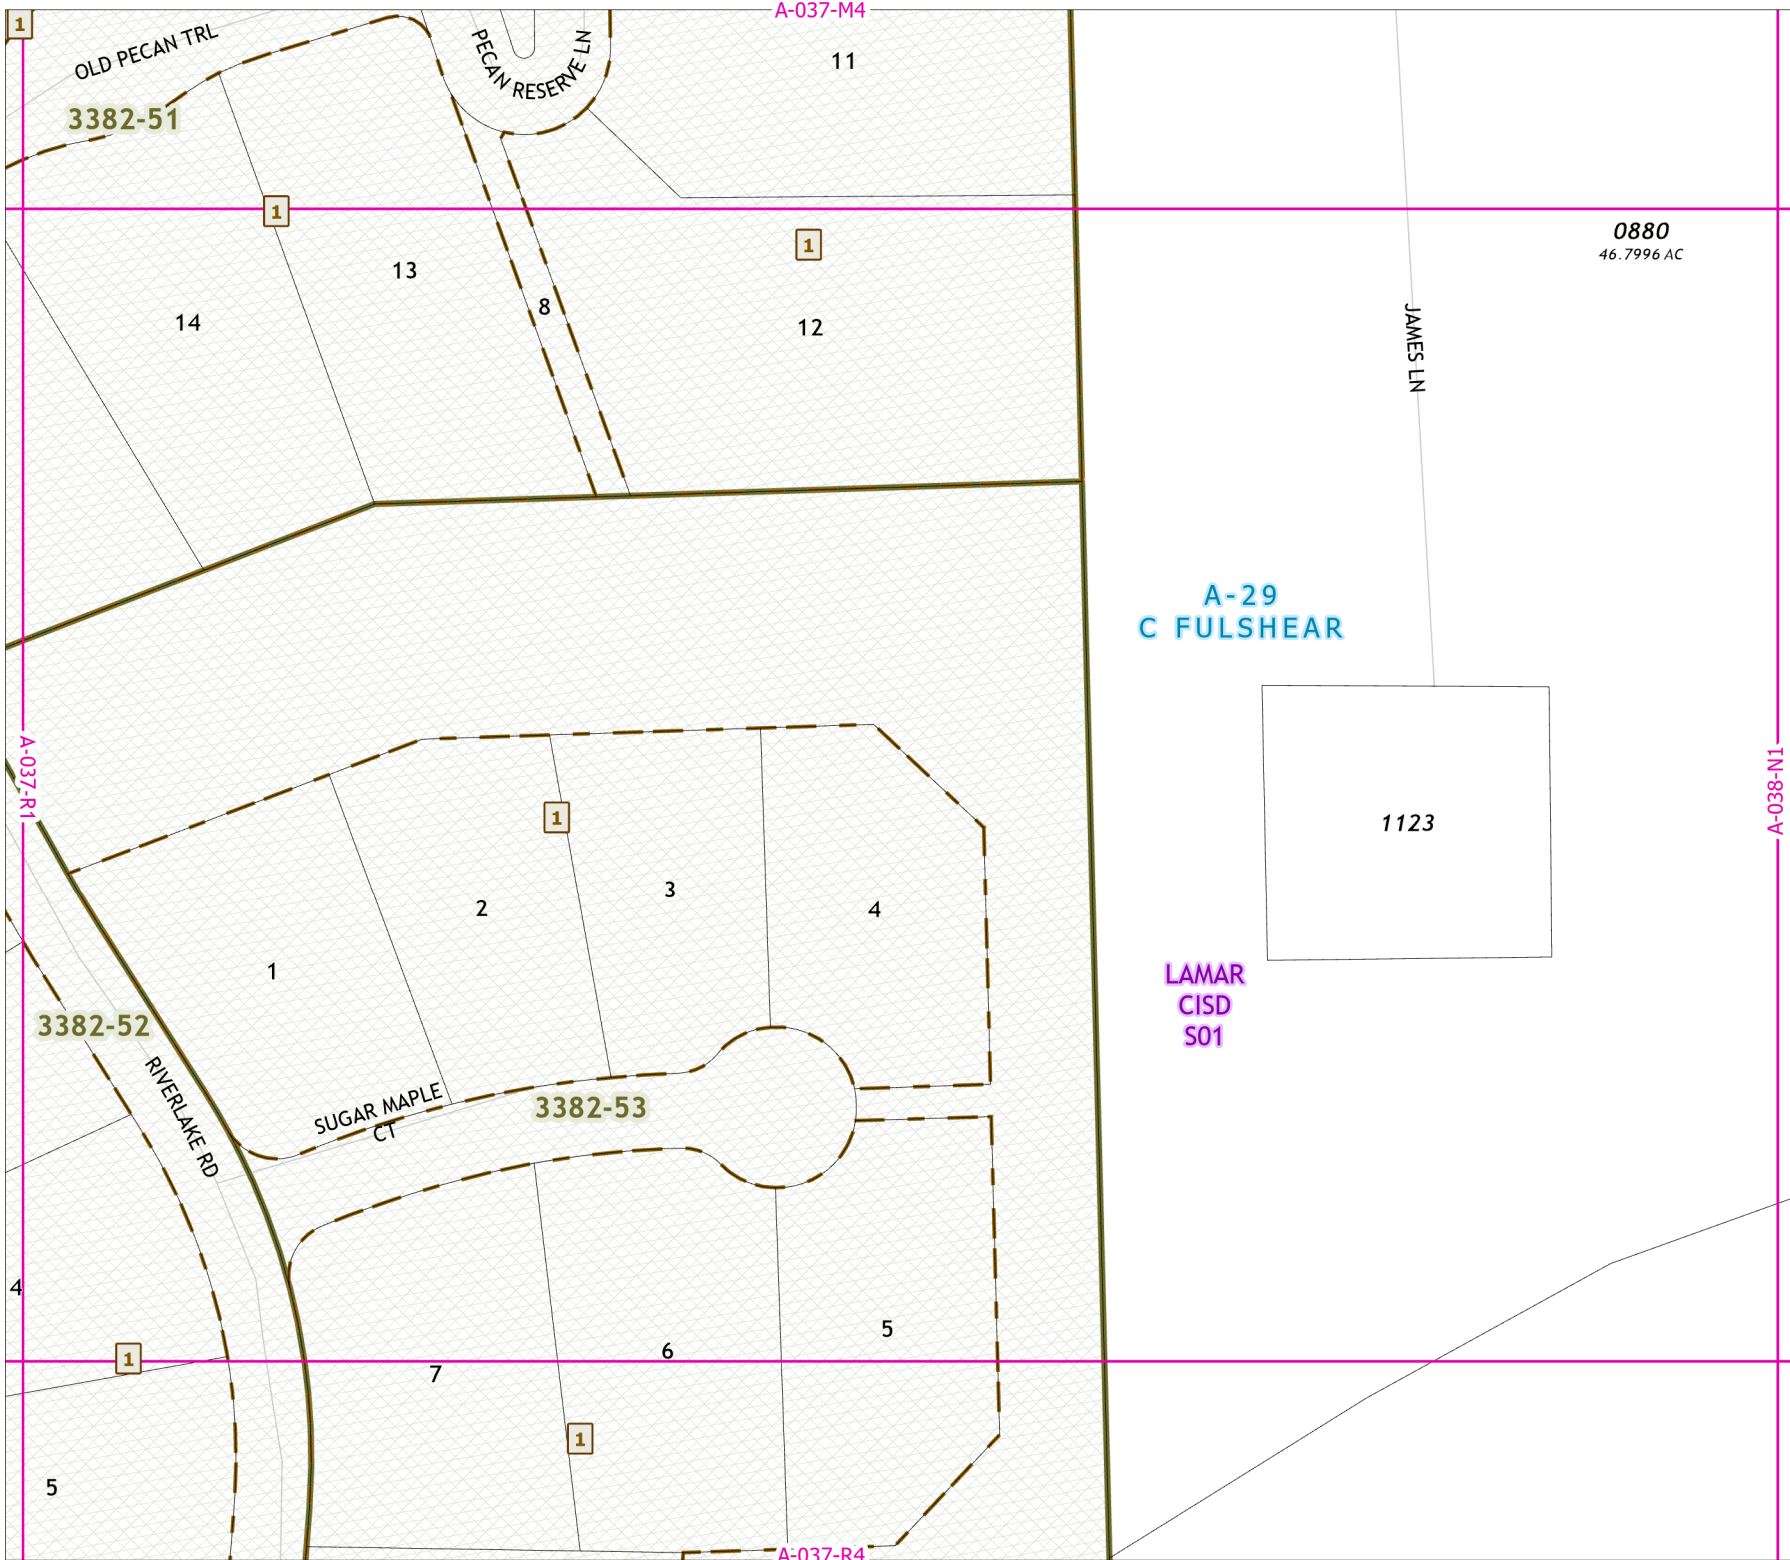 A-037-M4
1
OLD PECAN TRL
PECAN RESERVE LN
11
3382-51
1
1
0880
46.7996 AC
13
8
14
12
JAMES LN
A-29
C FULSHEAR
A-037-R1
A-038-N1
1
1123
3
2
4
1
LAMAR
CISD
S01
3382-52
RIVERLAKE RD
SUGAR MAPLE
CT
3382-53
4
5
6
1
7
1
5
A-037-R4